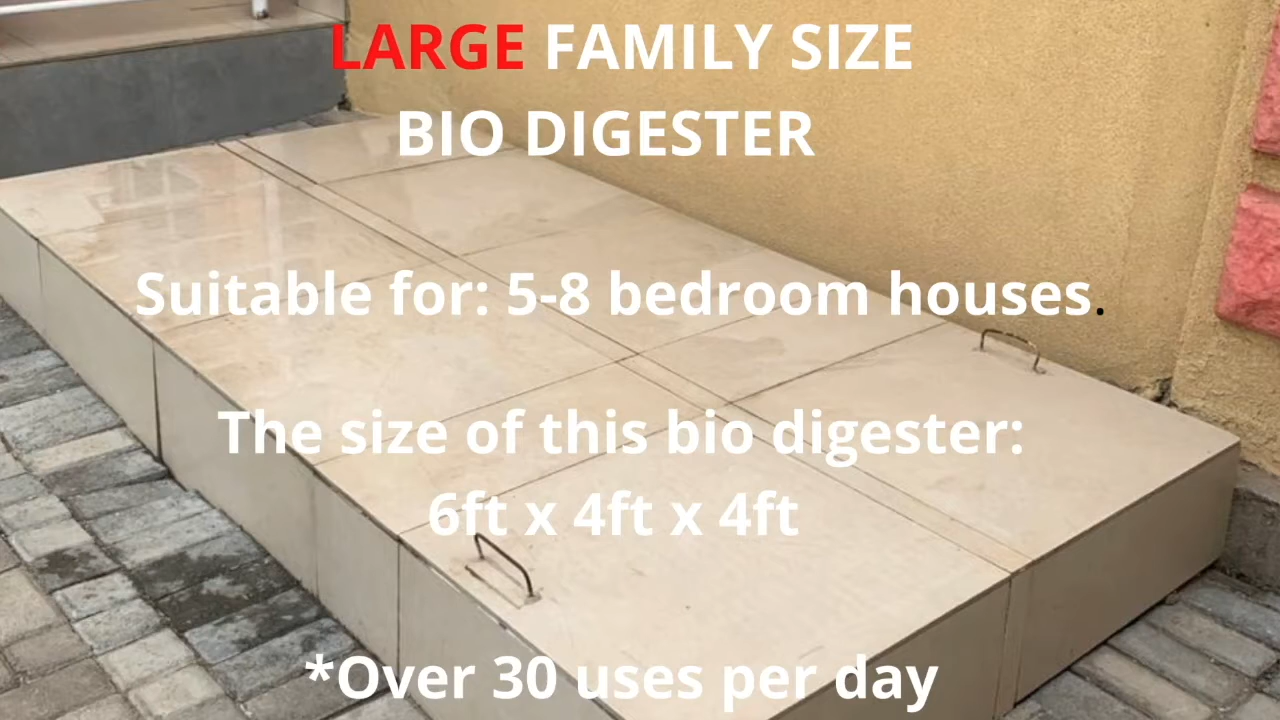 LARGE FAMILY SIZE
BIO DIGESTER
Suitable for: 5-8 bedroom houses.
The size of this bio digester:
6ft x 4ft x 4ft
*Over 30 uses per day